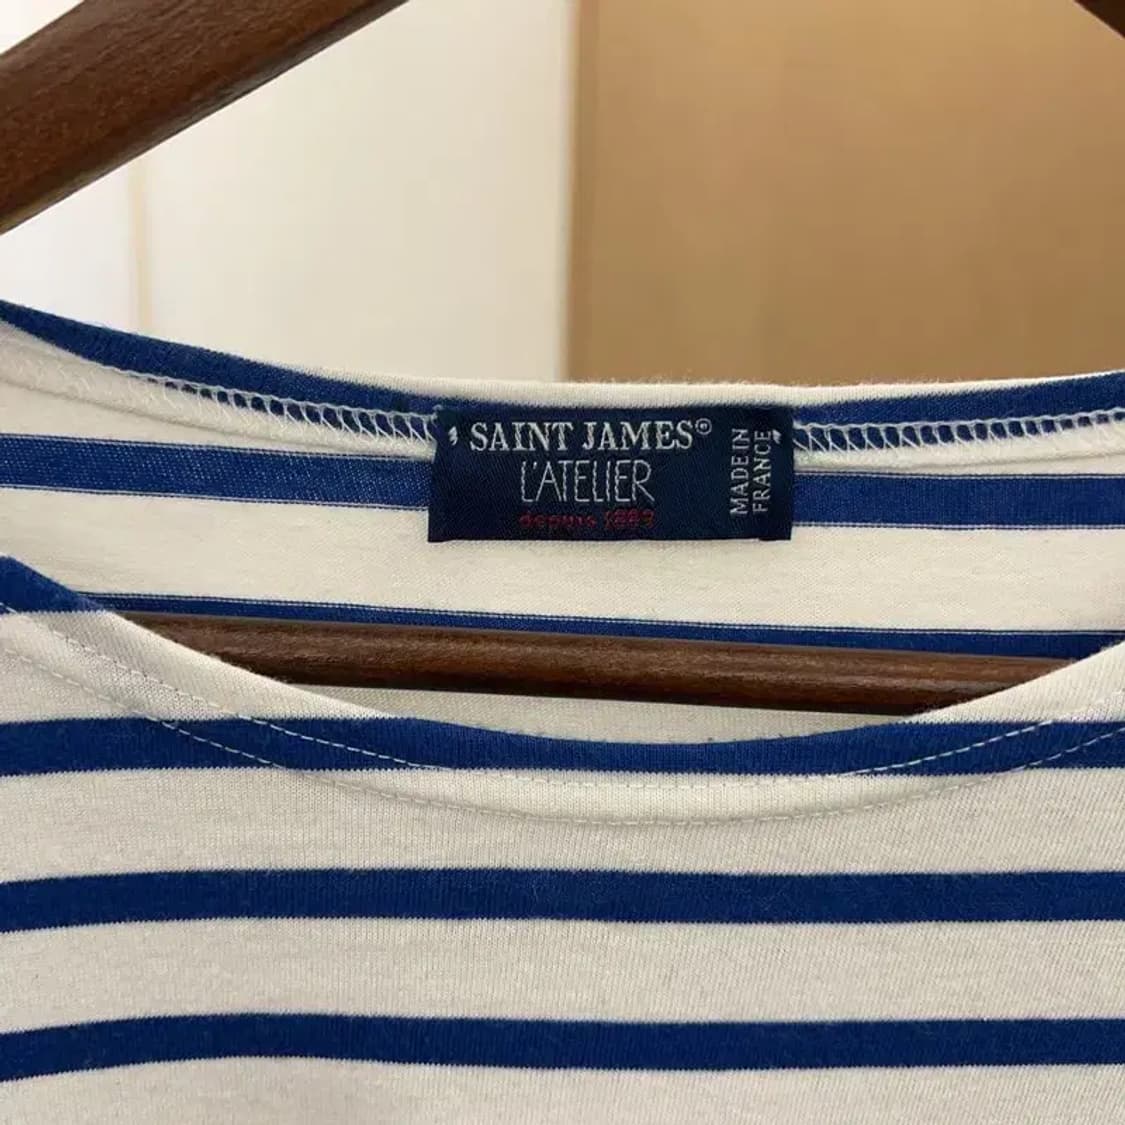 SAINT JAMES®
L'ATELIER
depuis 1889
MADE IN
FRANCE